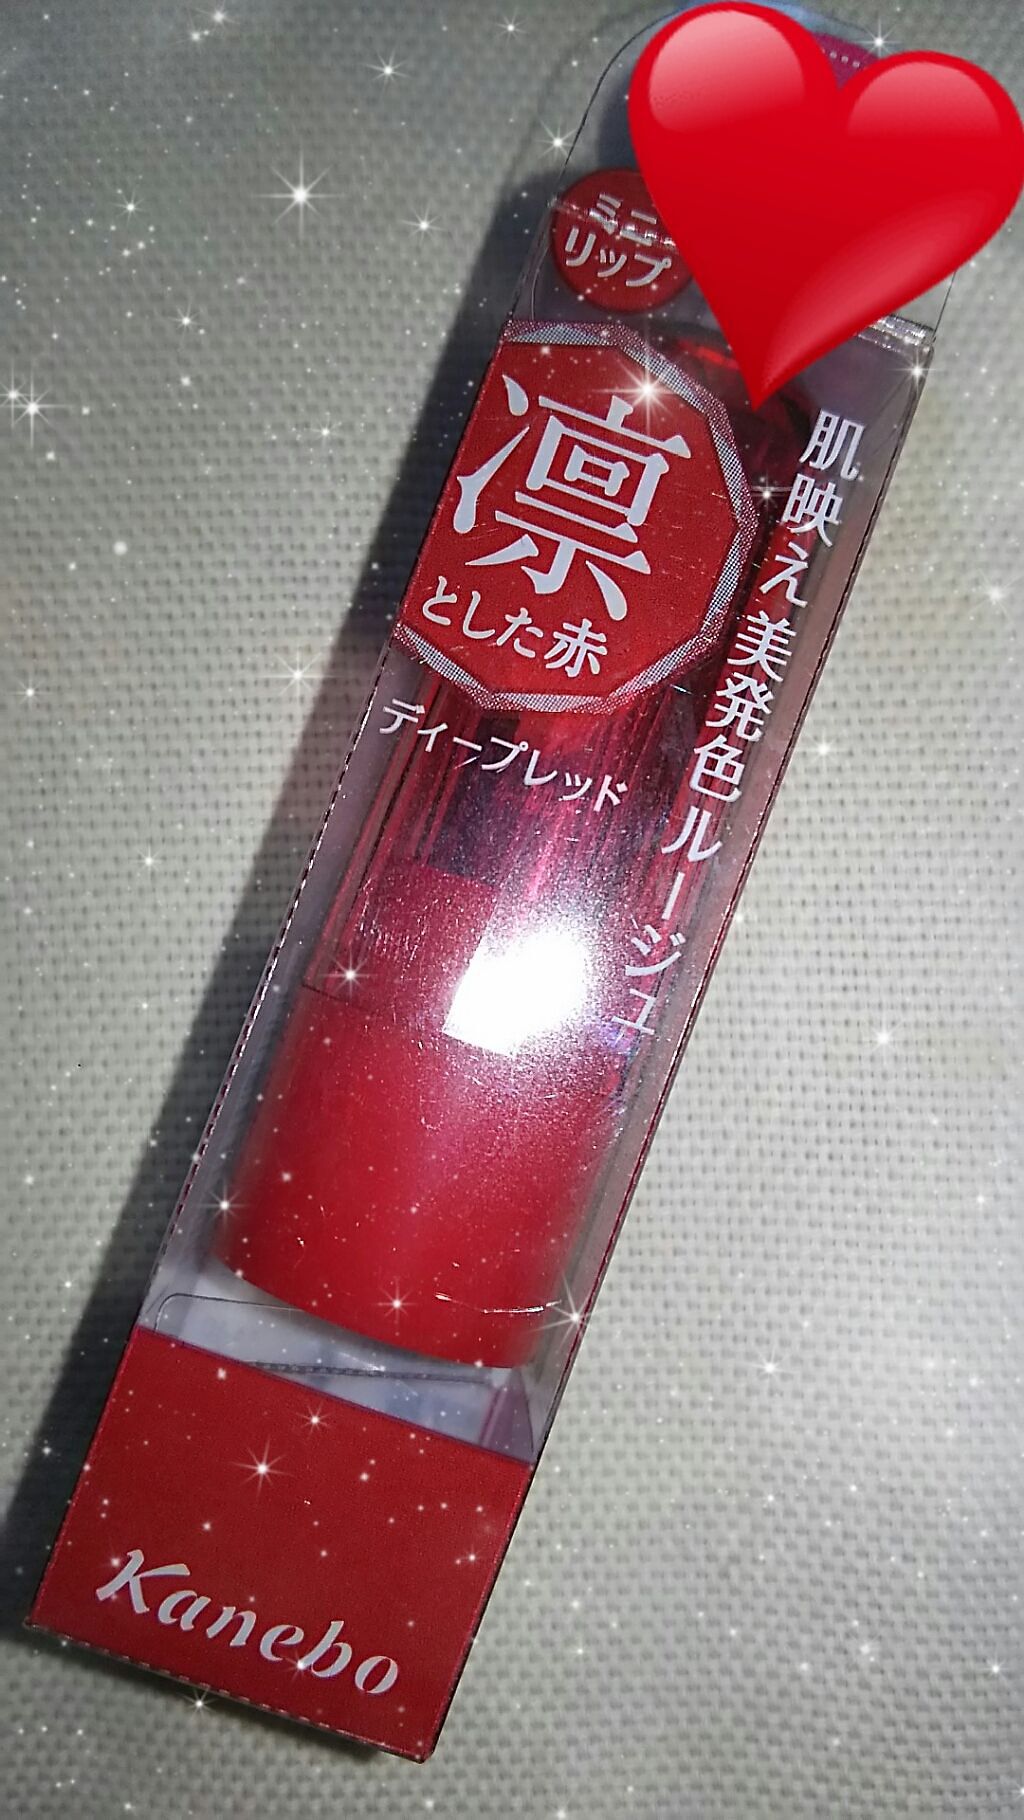 ミニ
リップ
凛
とした赤
ディープレッド
肌映え美発色ルージュ
Kanebo